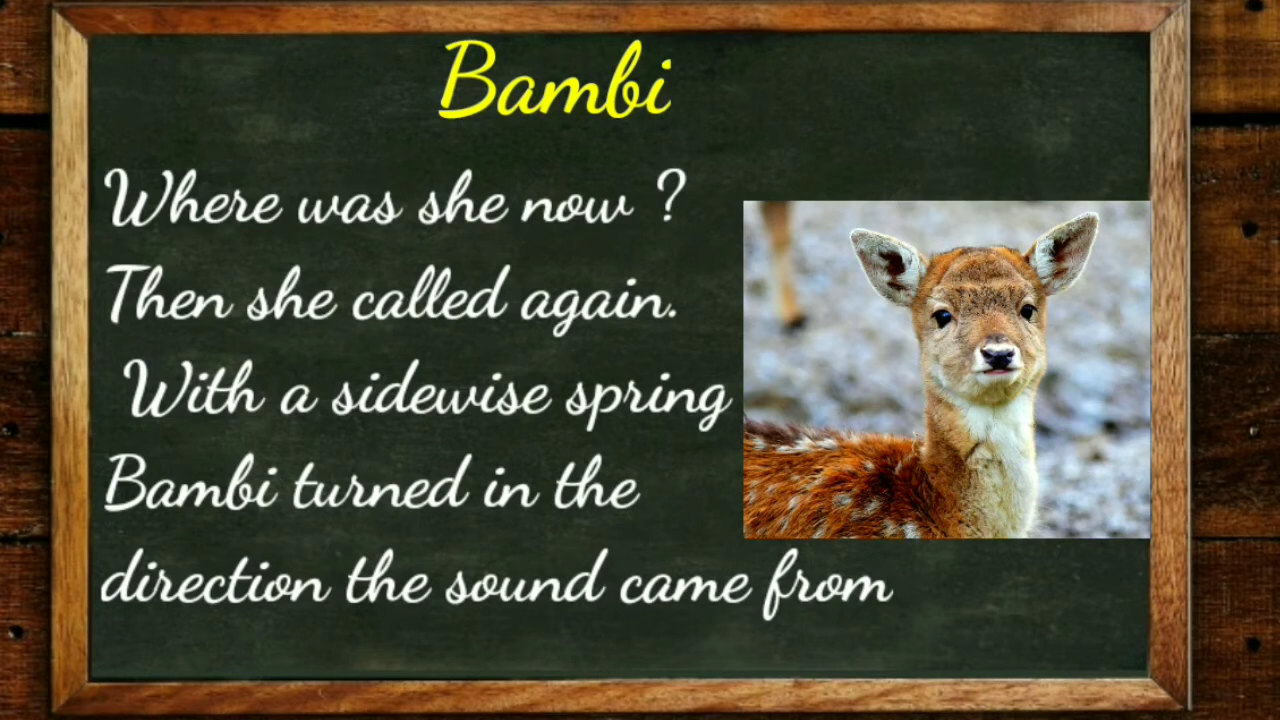 Bambi
Where was she now ?
Then she called again.
With a sidewise spring
Bambi turned in the
direction the sound came from